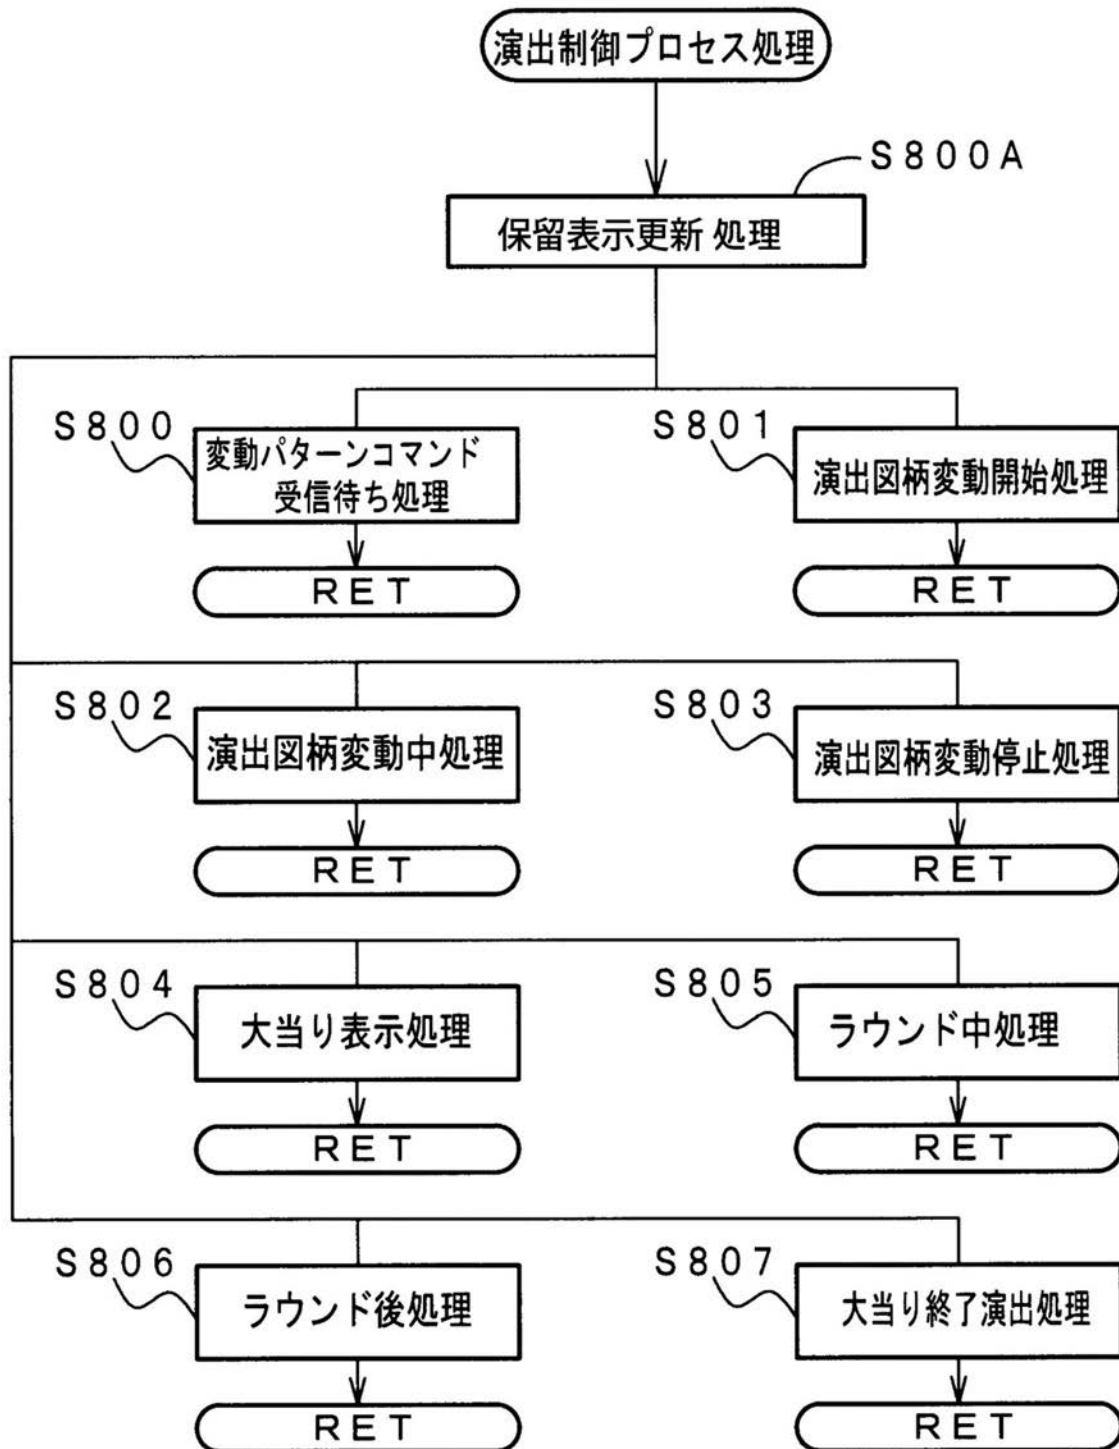 演出制御プロセス処理
S800A
保留表示更新 処理
S800
変動パターンコマンド
受信待ち処理
RET
S801
演出図柄変動開始処理
RET
S802
演出図柄変動中処理
RET
S803
演出図柄変動停止処理
RET
S804
大当り表示処理
RET
S805
ラウンド中処理
RET
S806
ラウンド後処理
RET
S807
大当り終了演出処理
RET